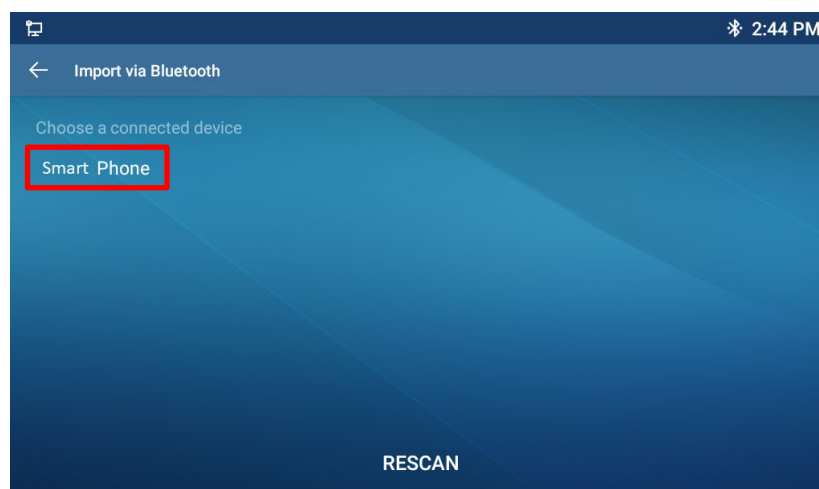 2:44 PM
Import via Bluetooth
Choose a connected device
Smart Phone
RESCAN